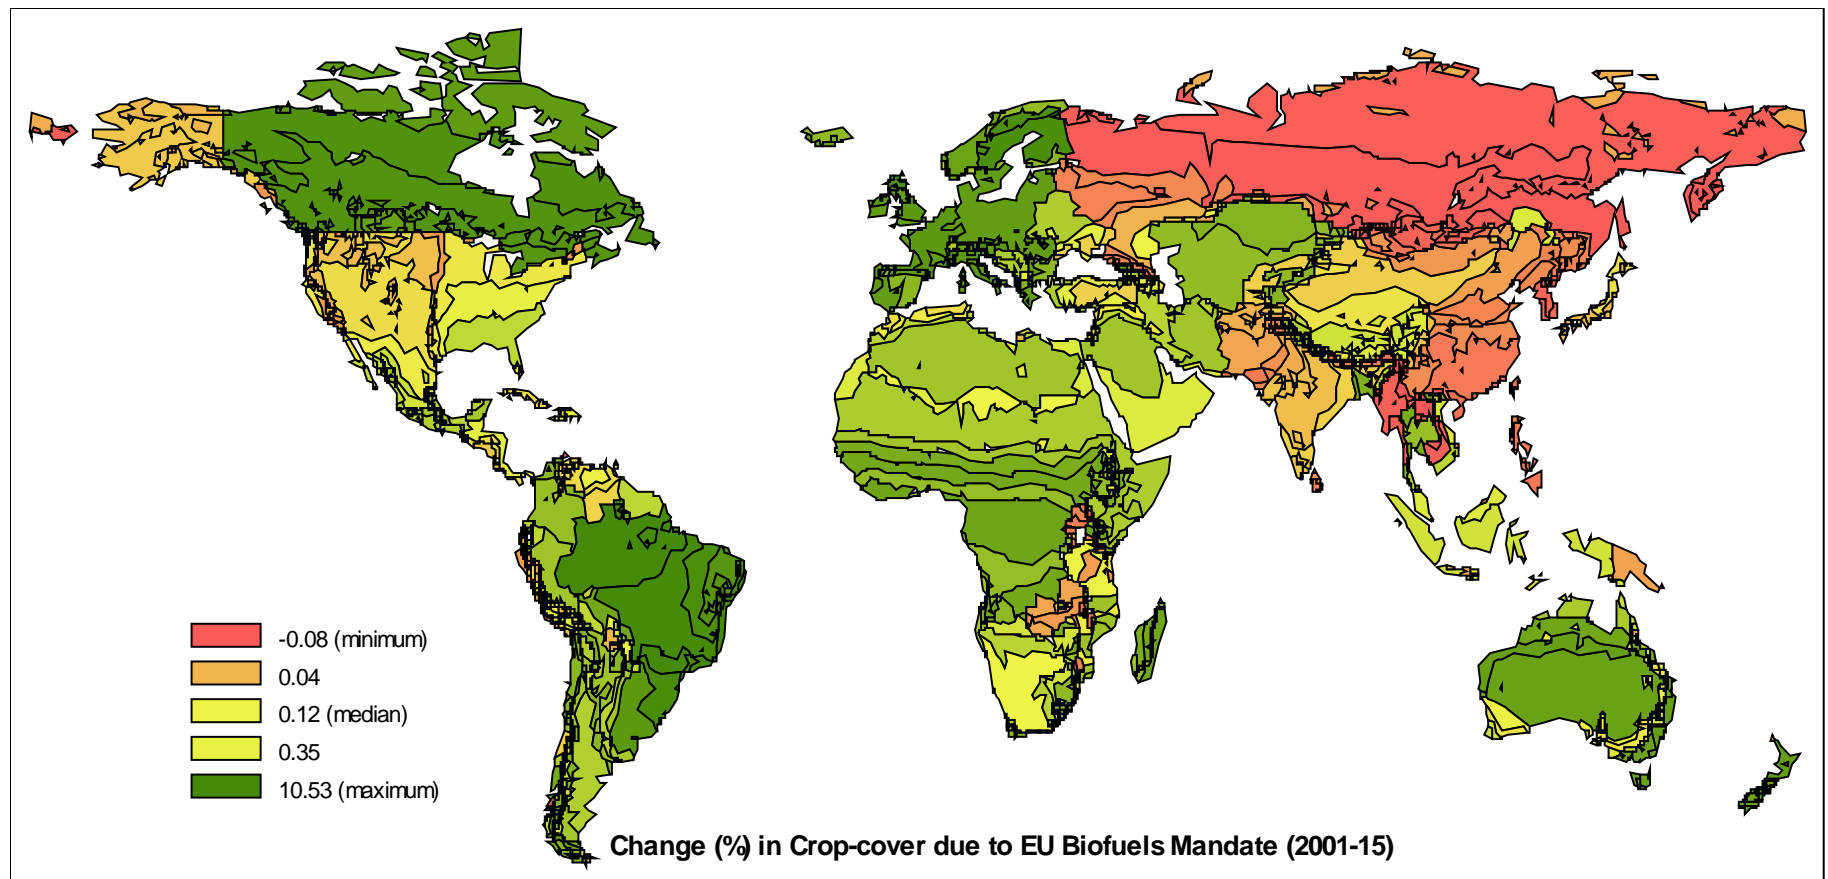 -0.08 (minimum)
0.04
0.12 (median)
0.35
10.53 (maximum)
Change (%) in Crop-cover due to EU Biofuels Mandate (2001-15)